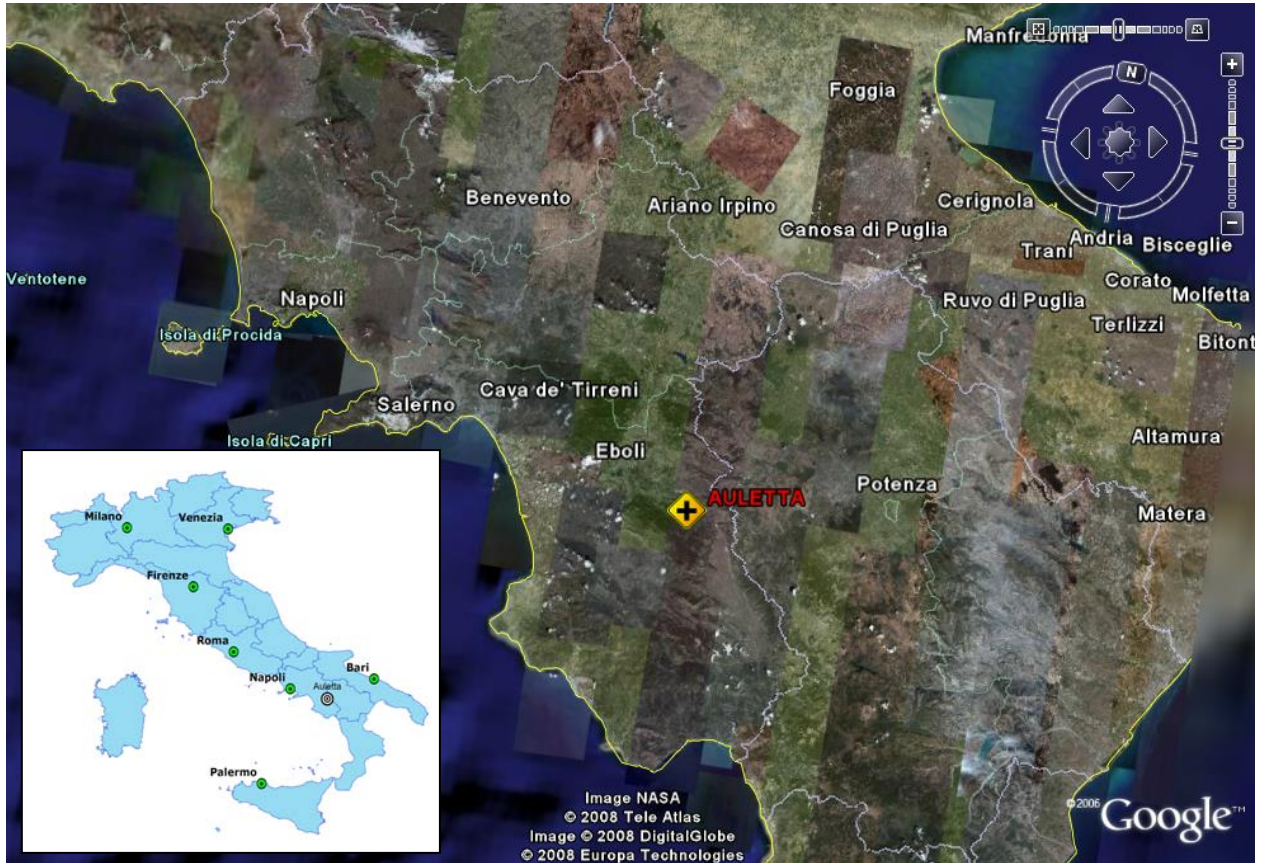 Manfredonia
N
Foggia
Benevento
Ariano Irpino
Cerignola
Canosa di Puglia
Andria
Trani
Bisceglie
Ventotene
Corato
Napoli
Ruvo di Puglia
Molfetta
Isola di Procida
Terlizzi
Bitont
Cava de' Tirreni
Salerno
Isola di Capri
Eboli
Altamura
Potenza
AULETTA
Matera
Milano
Venezia
Firenze
Roma
Bari
Napoli
Auletta
Palermo
Image NASA
© 2008 Tele Atlas
Image © 2008 DigitalGlobe
© 2008 Europa Technologies
©2006 Google™